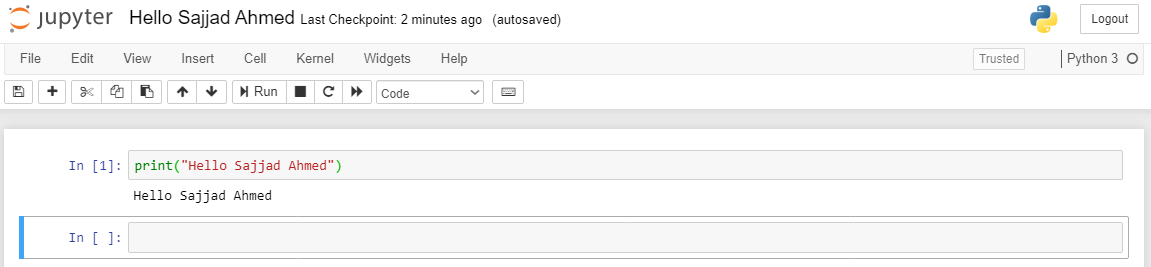 jupyter Hello Sajjad Ahmed Last Checkpoint: 2 minutes ago (autosaved) Logout
File Edit View Insert Cell Kernel Widgets Help Trusted Python 3
Run Code
In [1]: print("Hello Sajjad Ahmed")
Hello Sajjad Ahmed
In [ ]: